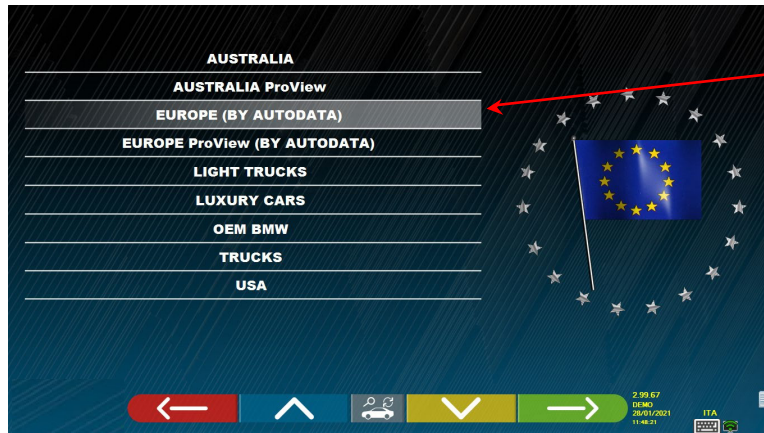 AUSTRALIA
AUSTRALIA ProView
EUROPE (BY AUTODATA)
EUROPE ProView (BY AUTODATA)
LIGHT TRUCKS
LUXURY CARS
OEM BMW
TRUCKS
USA
2.99.67
DEMO
28/01/2021
11:48:21
ITA